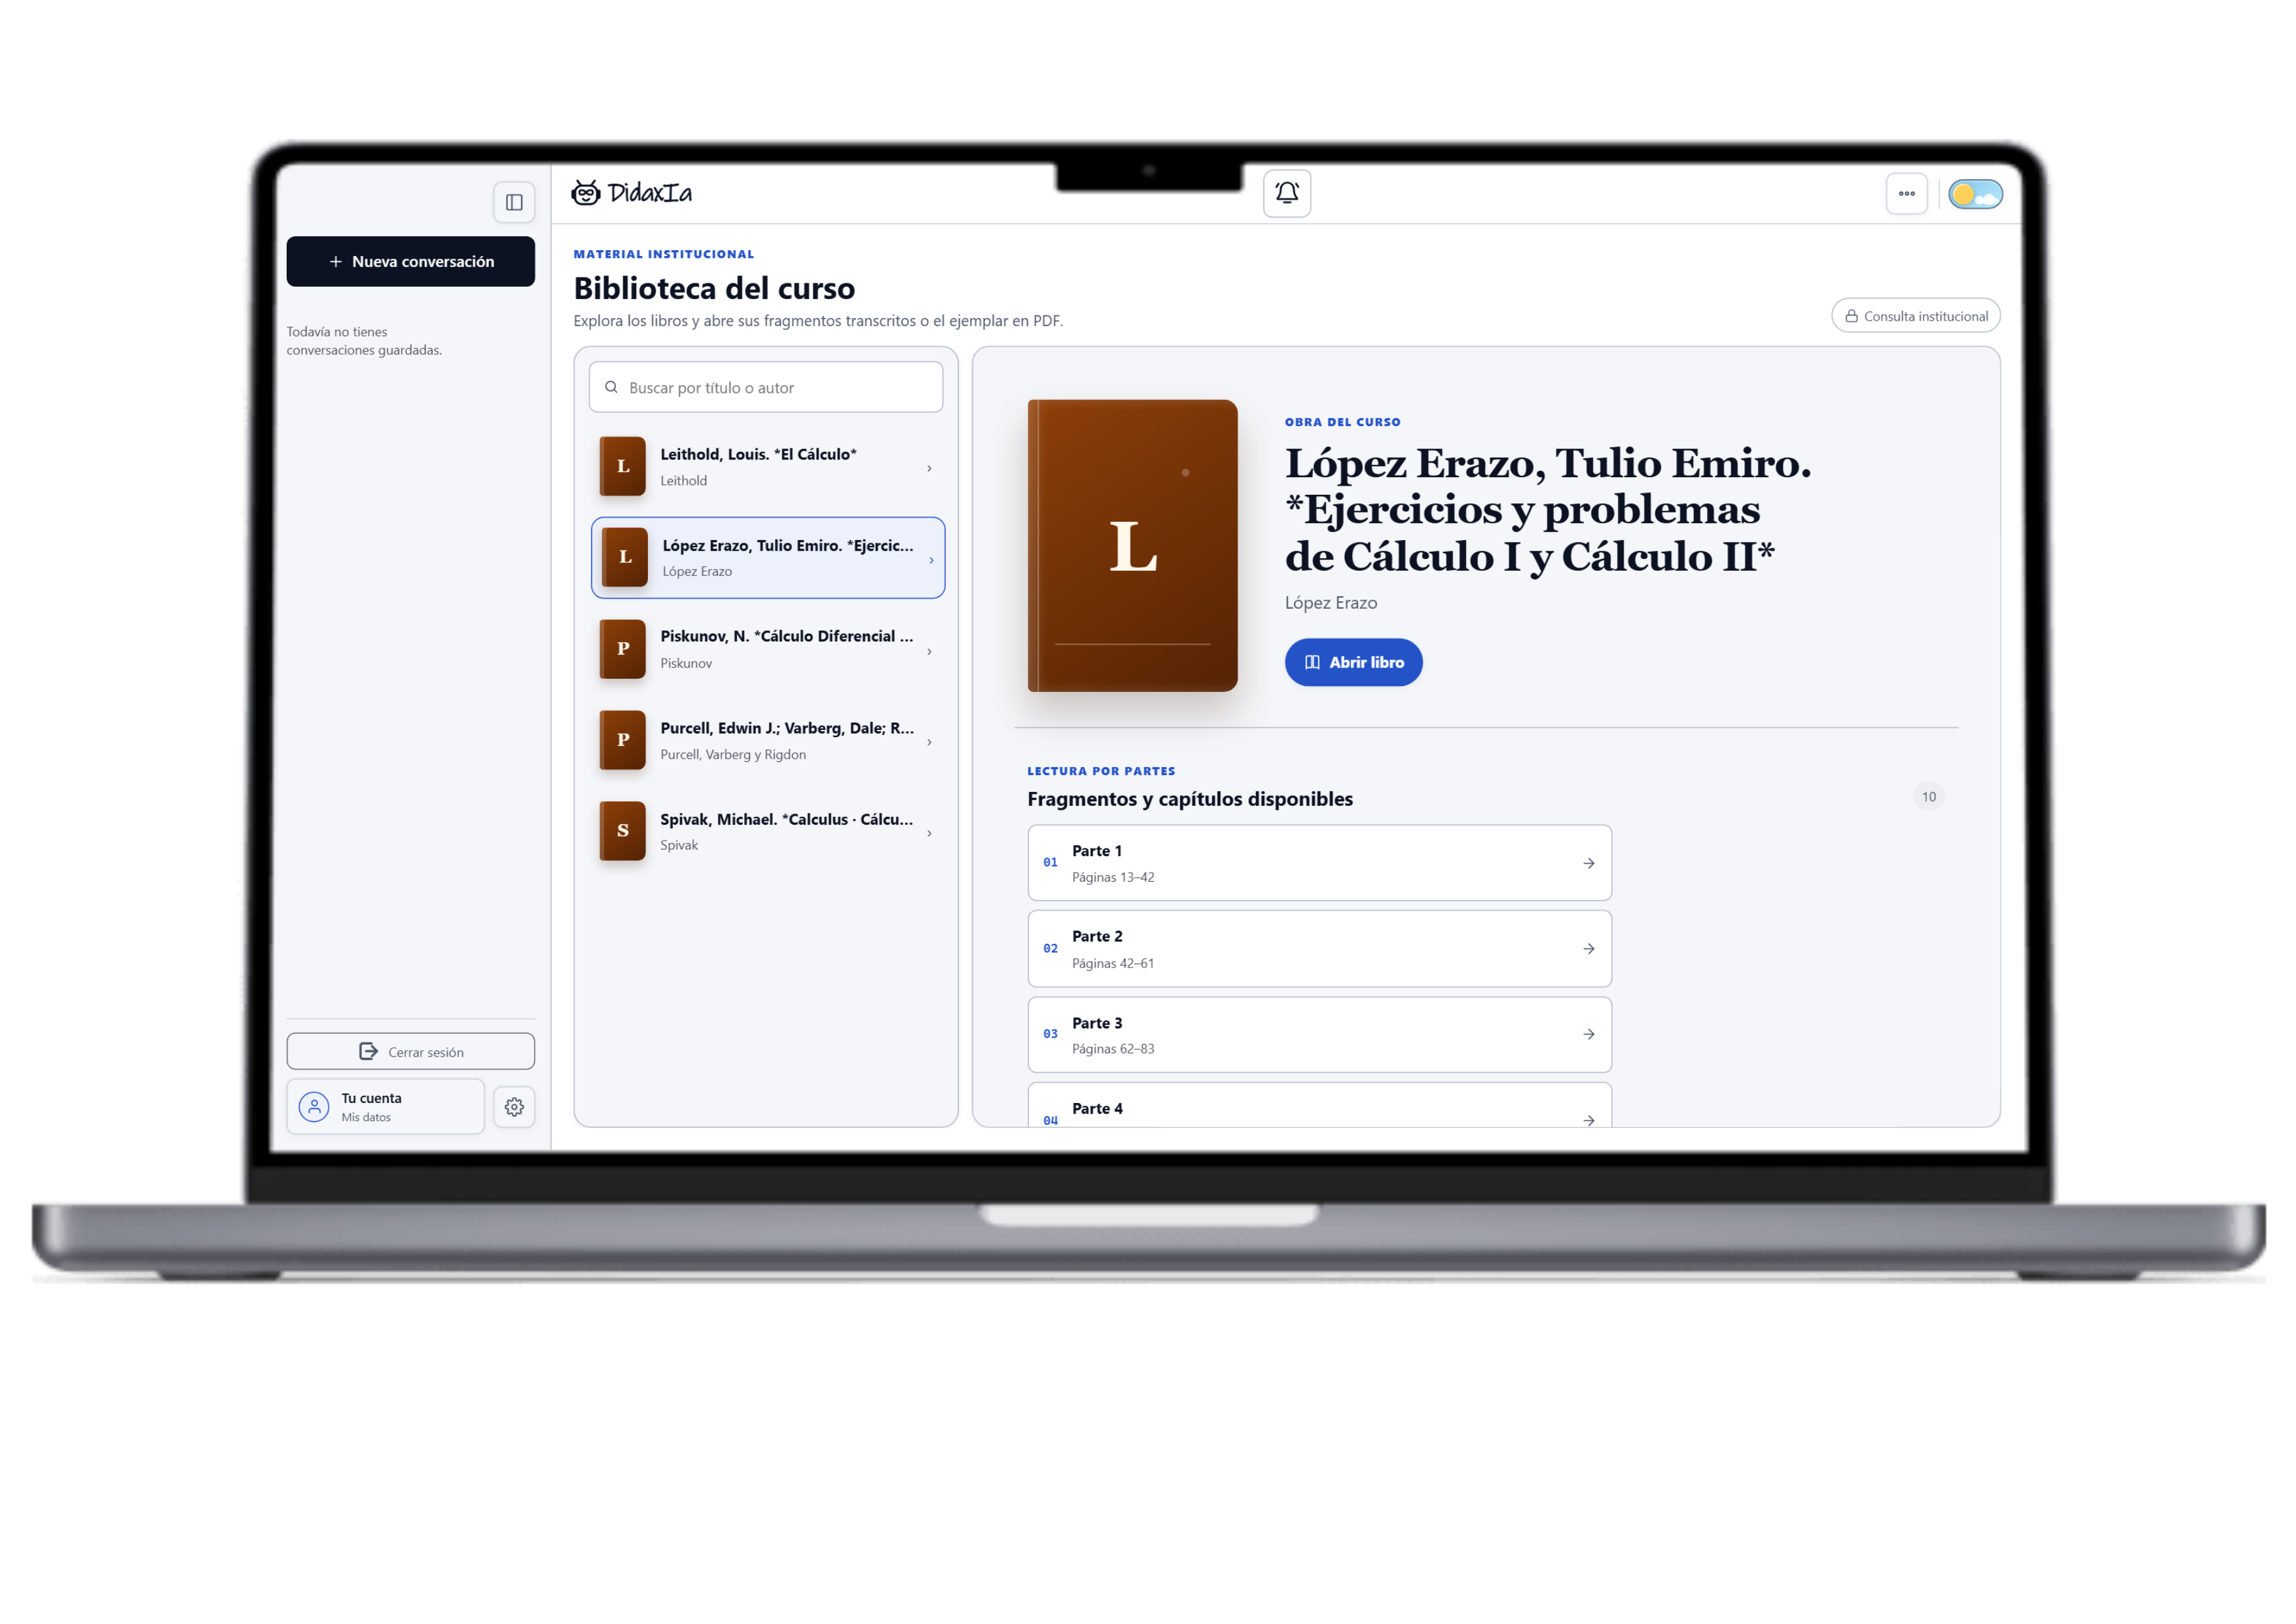 DidaxIa
Nueva conversación
Todavía no tienes
conversaciones guardadas.
Cerrar sesión
Tu cuenta
Mis datos
MATERIAL INSTITUCIONAL
Biblioteca del curso
Explora los libros y abre sus fragmentos transcritos o el ejemplar en PDF.
Consulta institucional
Buscar por título o autor
L
Leithold, Louis. *El Cálculo*
Leithold
L
López Erazo, Tulio Emiro. *Ejercic...
López Erazo
P
Piskunov, N. *Cálculo Diferencial ...
Piskunov
P
Purcell, Edwin J.; Varberg, Dale; R...
Purcell, Varberg y Rigdon
S
Spivak, Michael. *Calculus · Cálcu...
Spivak
L
OBRA DEL CURSO
López Erazo, Tulio Emiro.
*Ejercicios y problemas
de Cálculo I y Cálculo II*
López Erazo
Abrir libro
LECTURA POR PARTES
Fragmentos y capítulos disponibles
10
01
Parte 1
Páginas 13–42
02
Parte 2
Páginas 42–61
03
Parte 3
Páginas 62–83
04
Parte 4